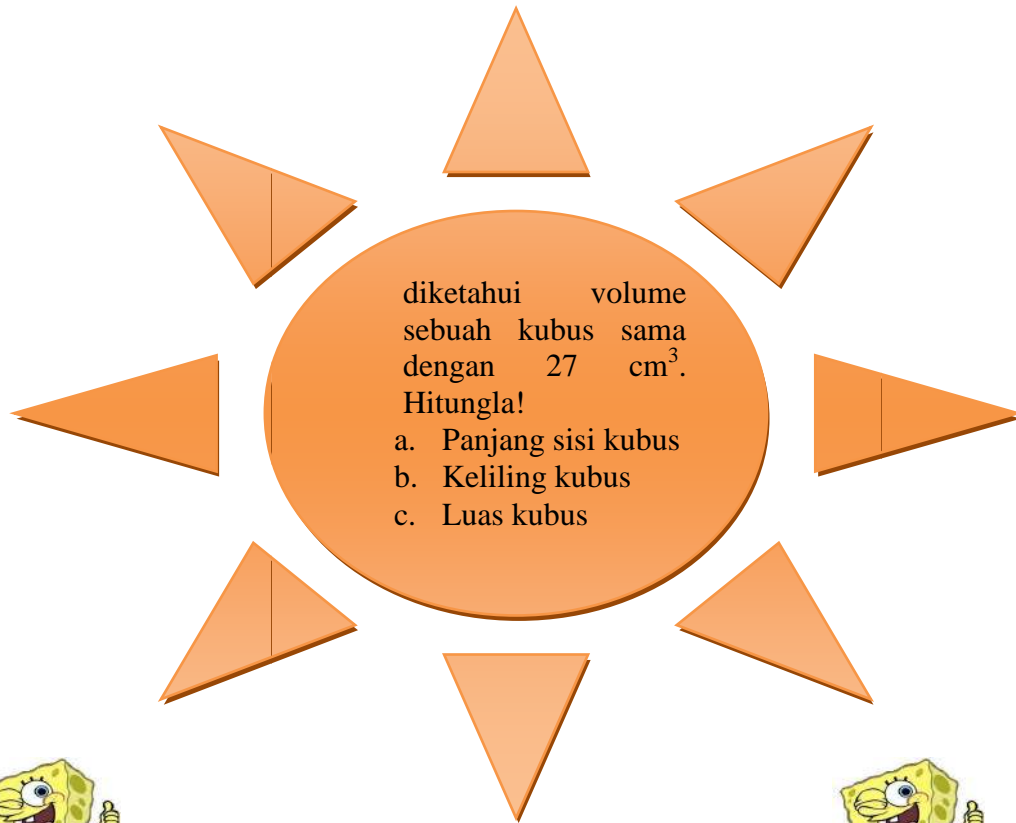 diketahui volume
sebuah kubus sama
dengan 27 cm³.
Hitungla!
a. Panjang sisi kubus
b. Keliling kubus
c. Luas kubus